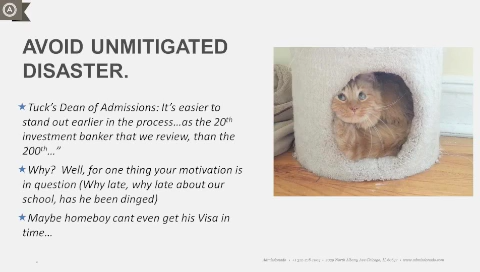 AVOID UNMITIGATED
DISASTER.
Tuck's Dean of Admissions: It's easier to
stand out earlier in the process…as the 20th
investment banker that we review, than the
200th…"
Why? Well, for one thing your motivation is
in question (Why late, why late about our
school, has he been dinged)
Maybe homeboy cant even get his Visa in
time…